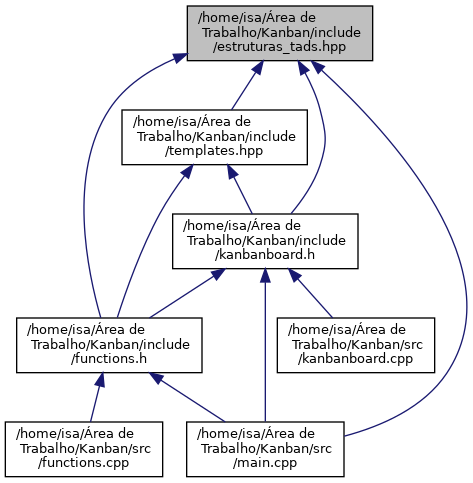 /home/isa/Área de
Trabalho/Kanban/include
/estruturas_tads.hpp
/home/isa/Área de
Trabalho/Kanban/include
/templates.hpp
/home/isa/Área de
Trabalho/Kanban/include
/kanbanboard.h
/home/isa/Área de
Trabalho/Kanban/include
/functions.h
/home/isa/Área de
Trabalho/Kanban/src
/kanbanboard.cpp
/home/isa/Área de
Trabalho/Kanban/src
/functions.cpp
/home/isa/Área de
Trabalho/Kanban/src
/main.cpp